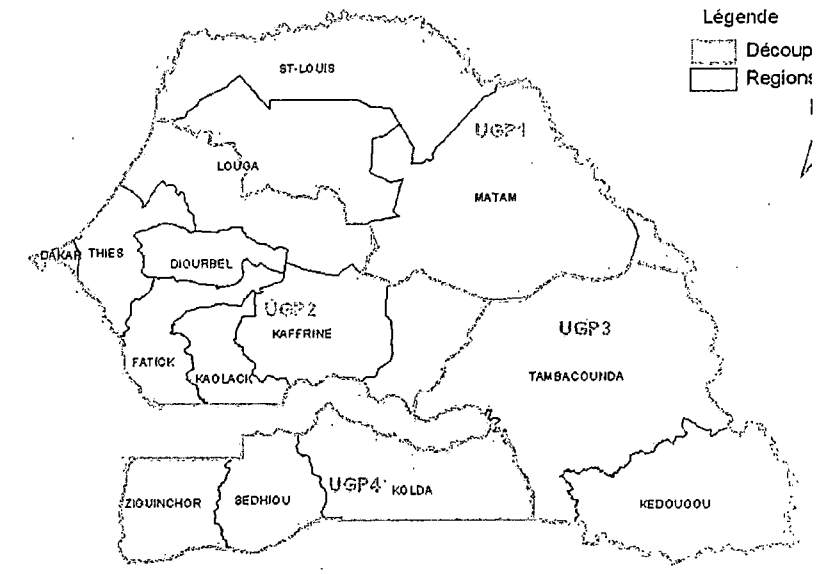 Légende
Découp
Regions
ST-LOUIS
UGP1
LOUGA
MATAM
DAKAR
THIES
DIOURBEL
UGP2
KAFFRINE
UGP3
FATICK
KAOLACK
TAMBACOUNDA
UGP4
KOLDA
ZIGUINCHOR
SEDHIOU
KEDOUGOU